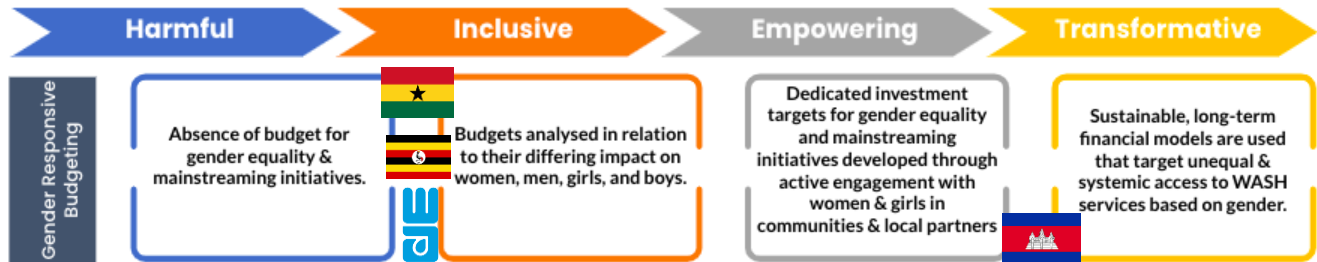 Harmful
Inclusive
Empowering
Transformative
Gender Responsive
Budgeting
Absence of budget for
gender equality &
mainstreaming initiatives.
Budgets analysed in relation
to their differing impact on
women, men, girls, and boys.
Dedicated investment
targets for gender equality
and mainstreaming
initiatives developed through
active engagement with
women & girls in
communities & local partners
Sustainable, long-term
financial models are used
that target unequal &
systemic access to WASH
services based on gender.